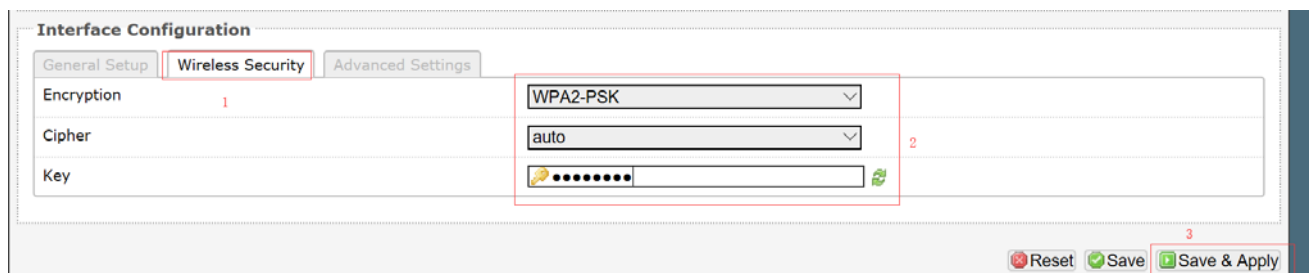 Interface Configuration
General Setup Wireless Security Advanced Settings
Encryption WPA2-PSK
1
Cipher auto
2
Key ••••••••
3
Reset Save Save & Apply